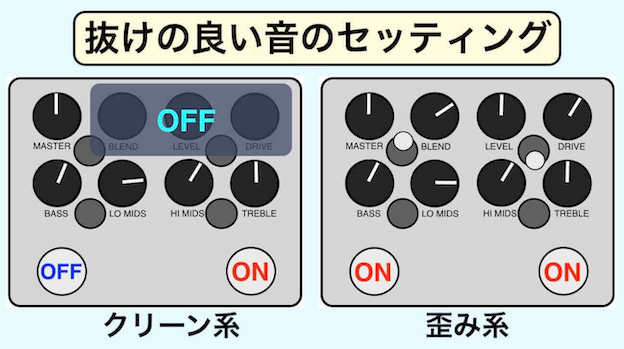 抜けの良い音のセッティング
OFF
MASTER BLEND LEVEL DRIVE
BASS LO MIDS HI MIDS TREBLE
OFF ON
クリーン系
MASTER BLEND LEVEL DRIVE
BASS LO MIDS HI MIDS TREBLE
ON ON
歪み系